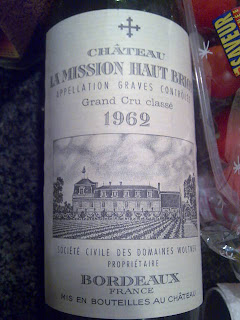 CHÂTEAU
LA MISSION HAUT BRION
APPELLATION GRAVES CONTRÔLÉE
Grand Cru classé
1962
SOCIÉTÉ CIVILE DES DOMAINES WOLTNER
PROPRIÉTAIRE
BORDEAUX
FRANCE
MIS EN BOUTEILLES AU CHÂTEAU
SAVEUR